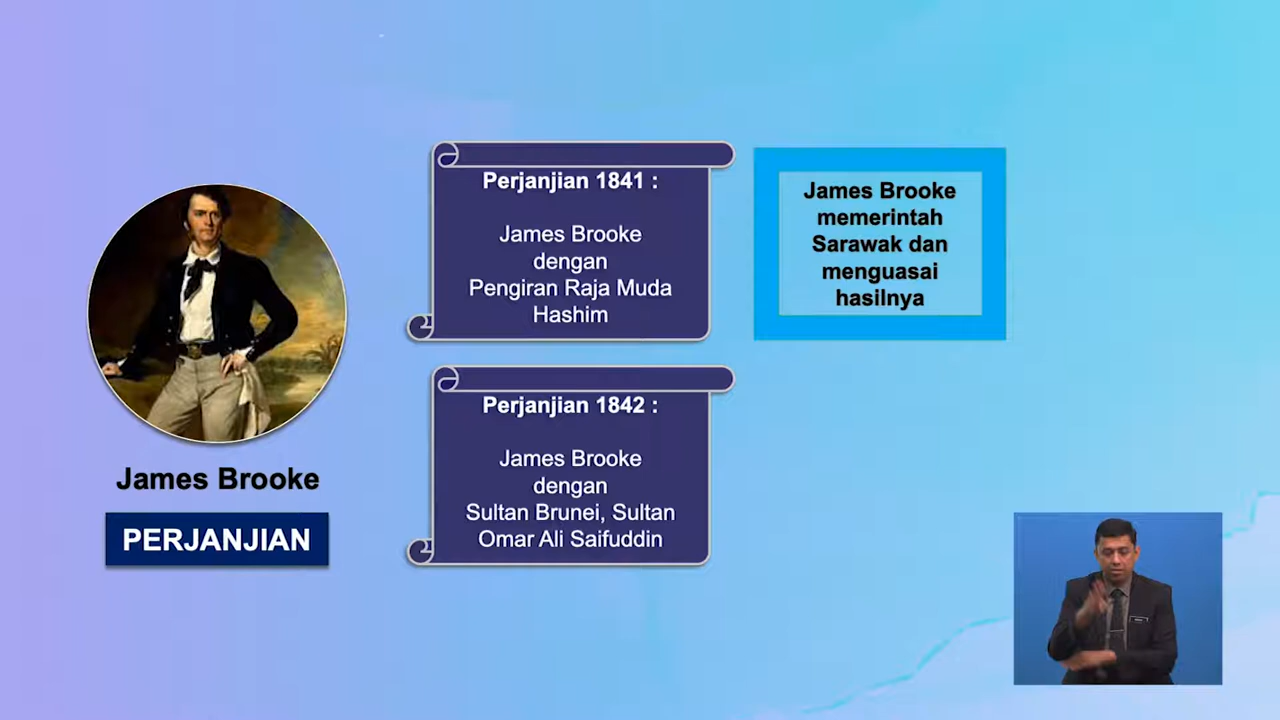 Perjanjian 1841 :
James Brooke
dengan
Pengiran Raja Muda
Hashim
James Brooke
memerintah
Sarawak dan
menguasai
hasilnya
Perjanjian 1842 :
James Brooke
dengan
Sultan Brunei, Sultan
Omar Ali Saifuddin
James Brooke
PERJANJIAN